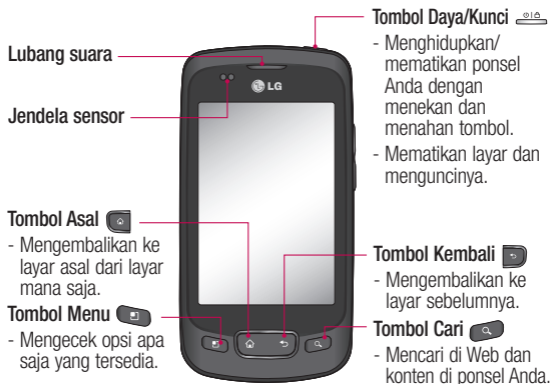 Lubang suara
Jendela sensor
Tombol Asal
- Mengembalikan ke
layar asal dari layar
mana saja.
Tombol Menu
- Mengecek opsi apa
saja yang tersedia.
LG
Tombol Daya/Kunci
- Menghidupkan/
mematikan ponsel
Anda dengan
menekan dan
menahan tombol.
- Mematikan layar dan
menguncinya.
Tombol Kembali
- Mengembalikan ke
layar sebelumnya.
Tombol Cari
- Mencari di Web dan
konten di ponsel Anda.